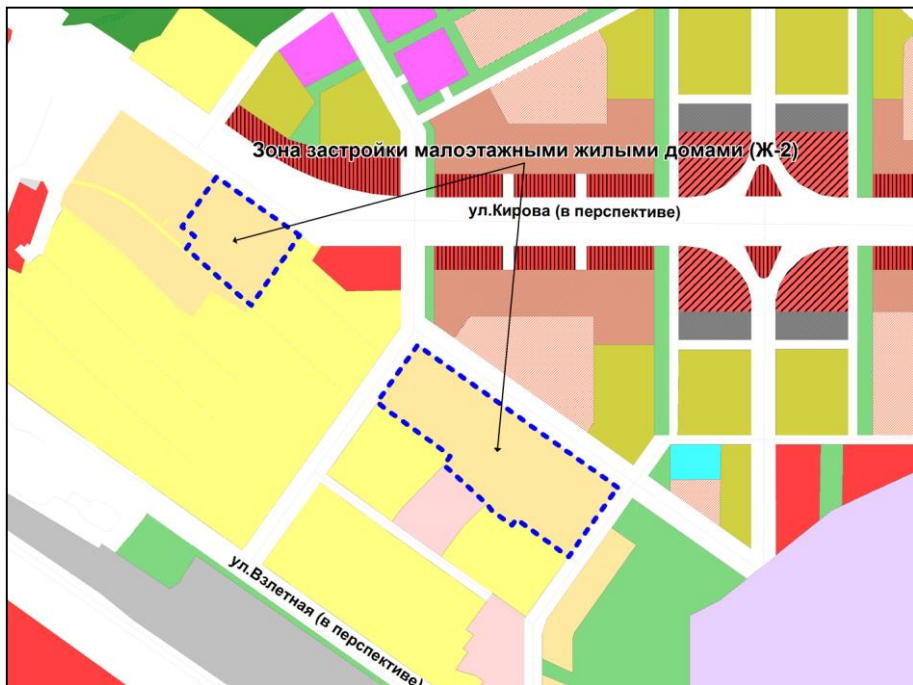 Зона застройки малоэтажными жилыми домами (Ж-2)
ул.Кирова (в перспективе)
ул.Взлетная (в перспективе)